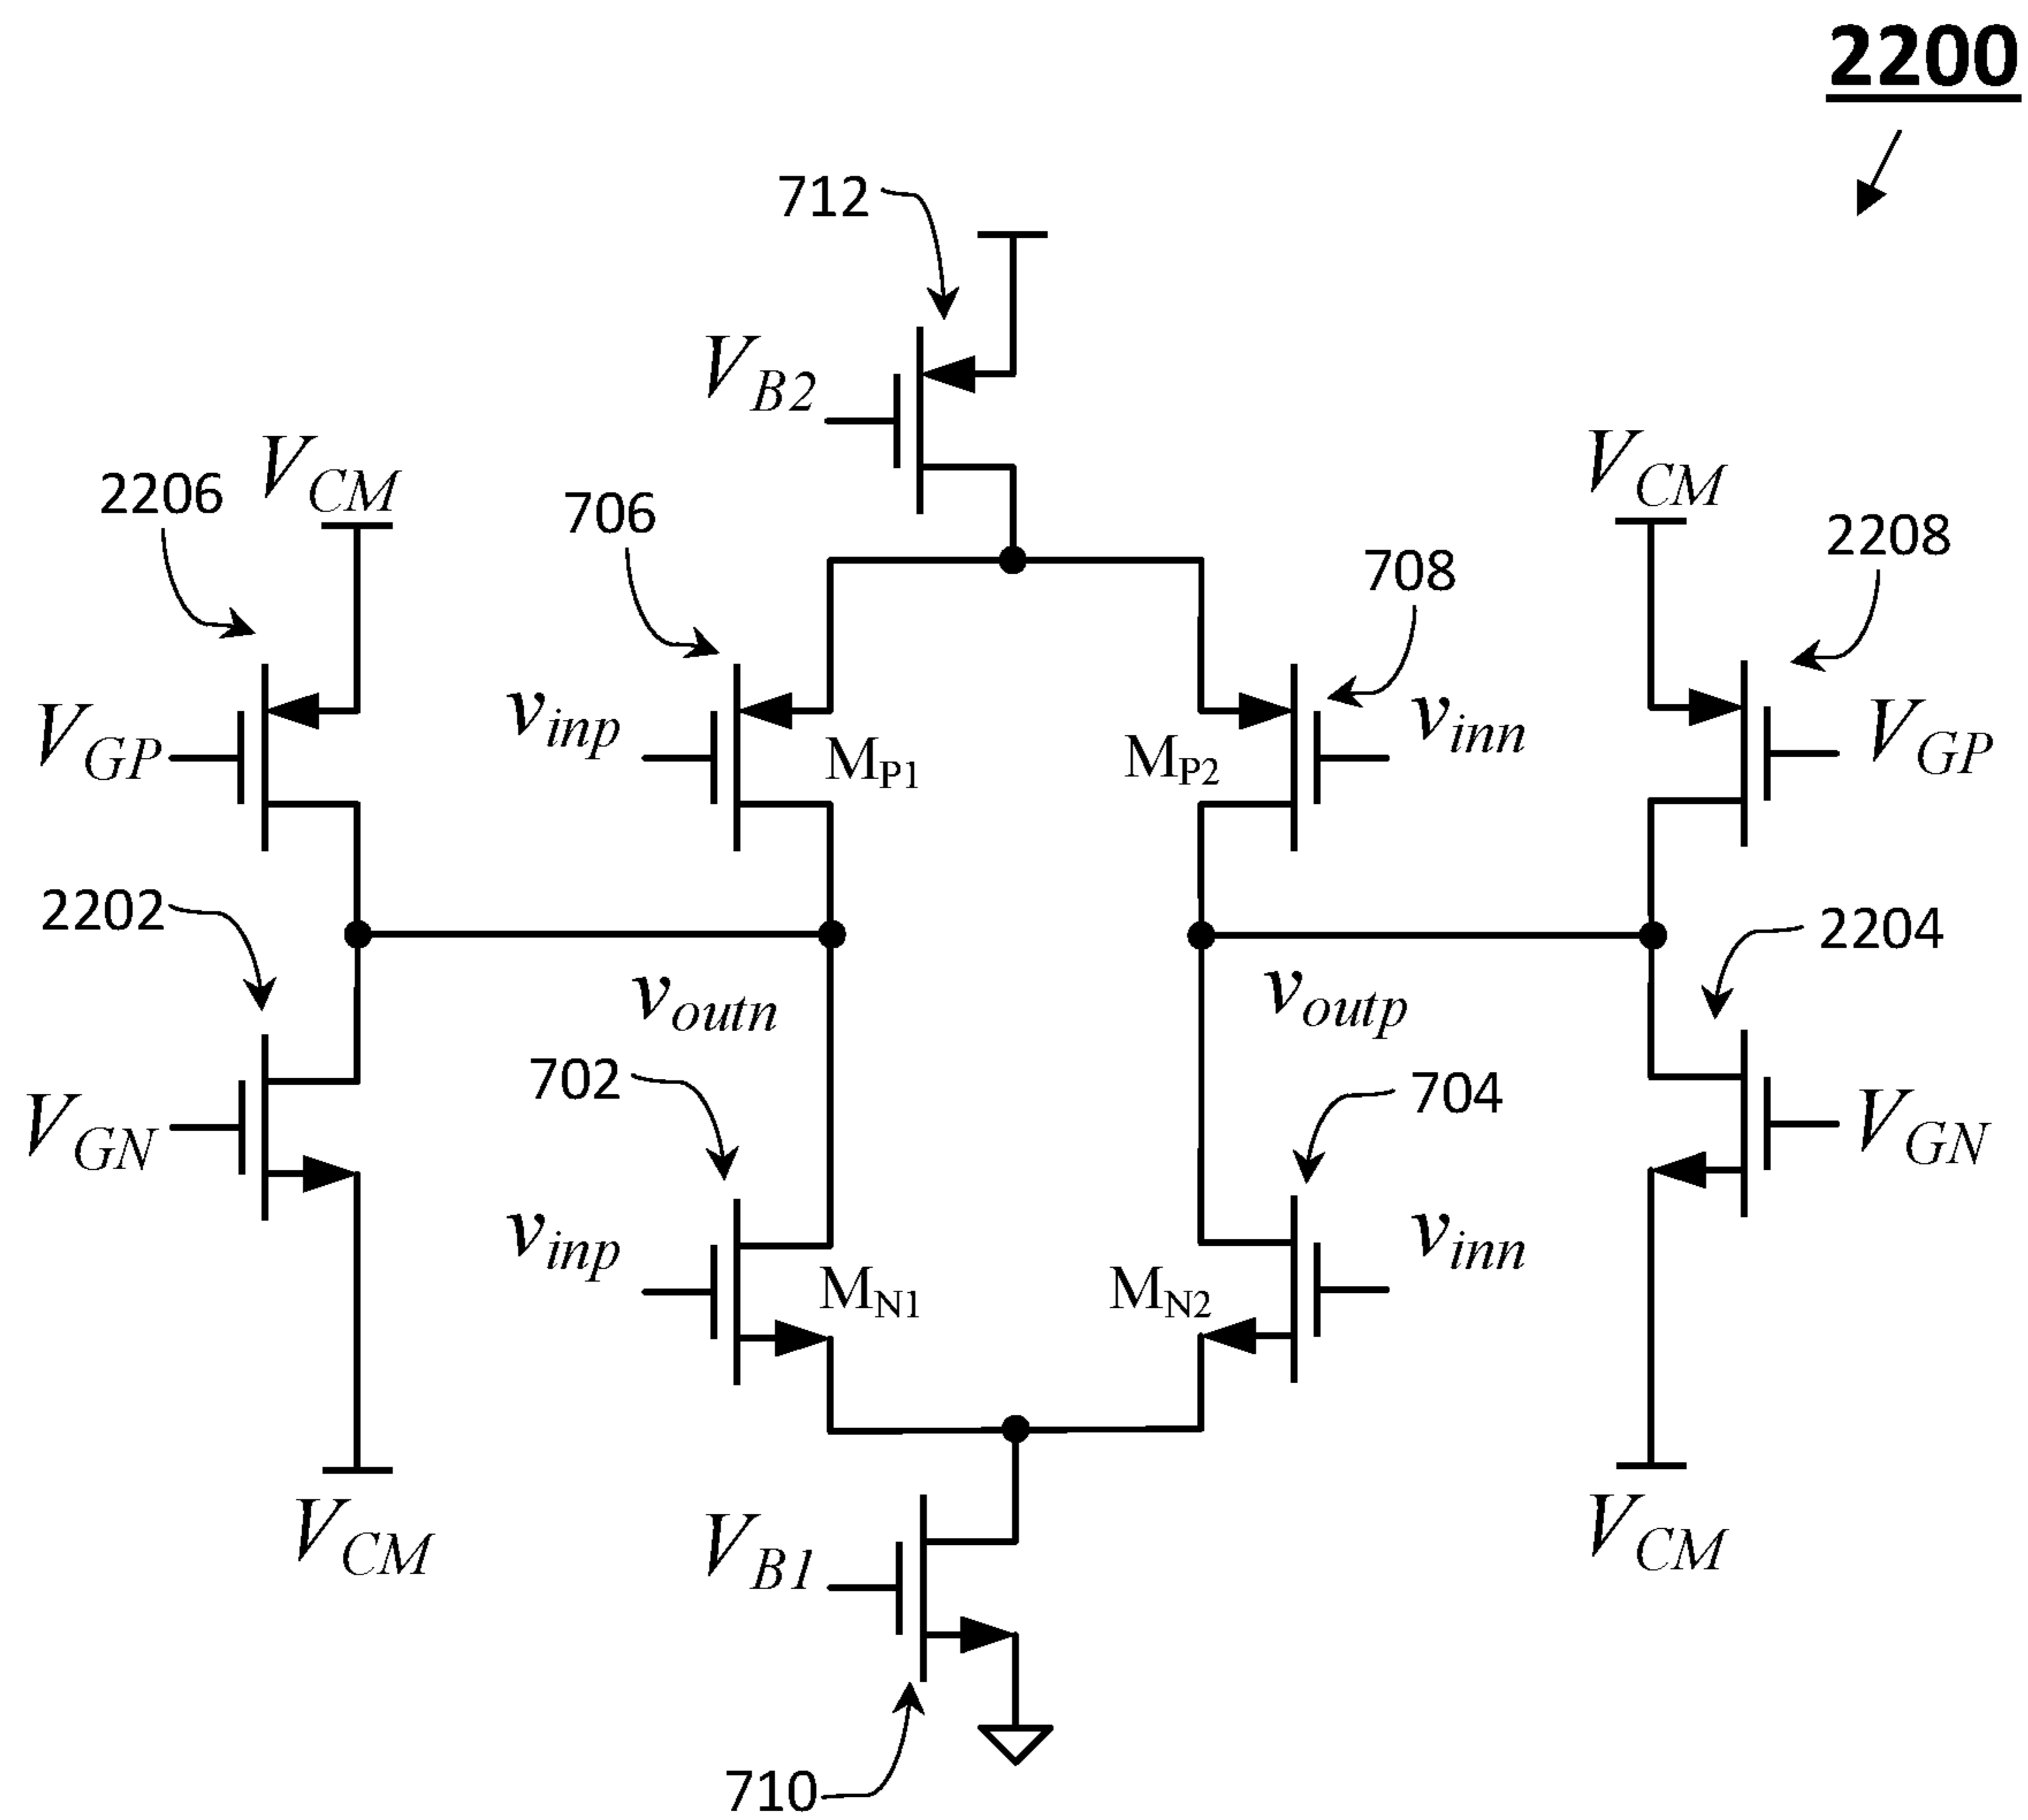 2200
712
V_B2
2206
V_CM
706
V_CM
2208
708
V_GP
v_inp
M_P1
M_P2
v_inn
V_GP
2202
2204
v_outn
v_outp
702
704
V_GN
V_GN
v_inp
M_N1
M_N2
v_inn
V_CM
V_B1
V_CM
710